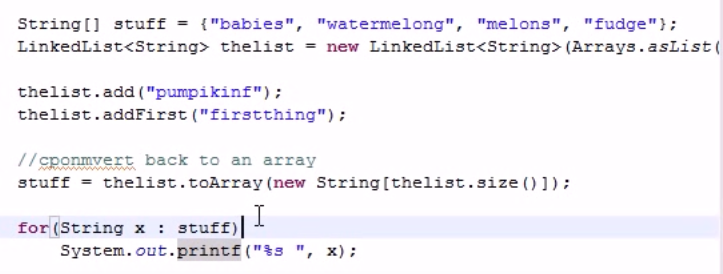 String[] stuff = {"babies", "watermelong", "melons", "fudge"};
LinkedList<String> thelist = new LinkedList<String>(Arrays.asList(
thelist.add("pumpikinf");
thelist.addFirst("firstthing");
//cponmvert back to an array
stuff = thelist.toArray(new String[thelist.size()]);
for(String x : stuff)
System.out.printf("%s ", x);